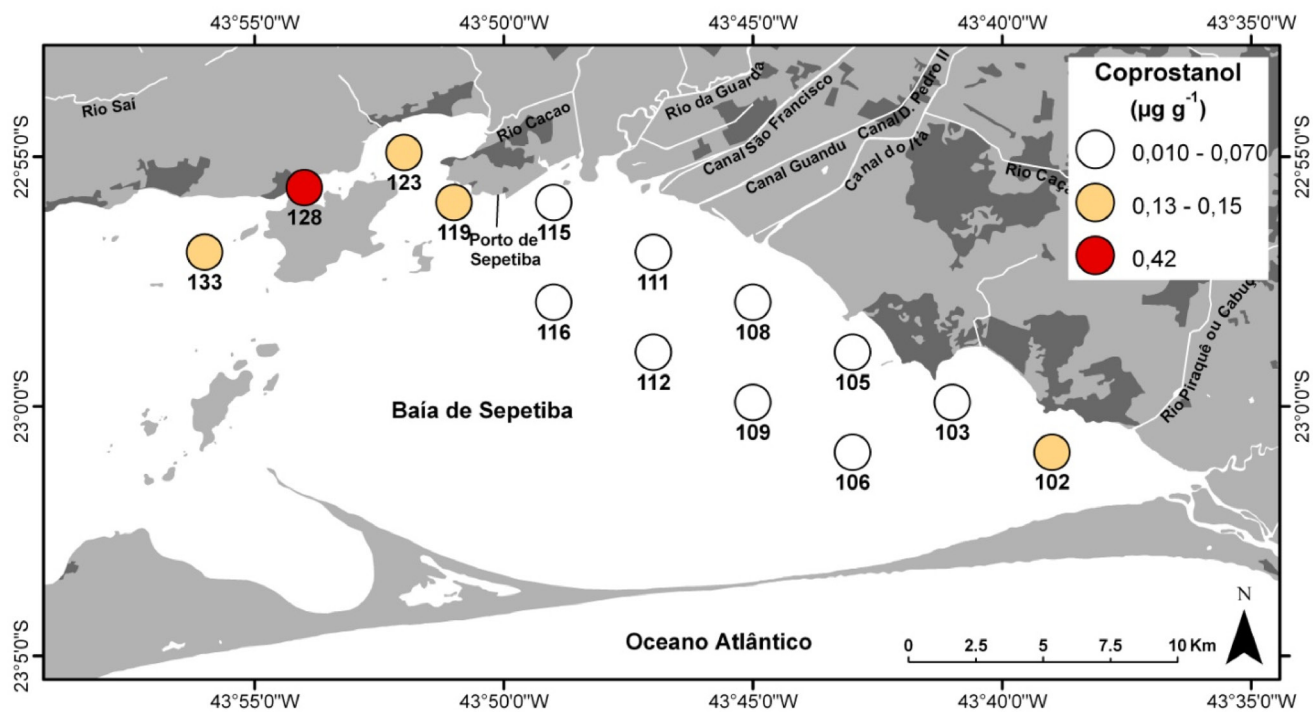 43°55'0"W 43°50'0"W 43°45'0"W 43°40'0"W 43°35'0"W
Rio Saí
Rio Cacao
Rio da Guarda
Canal São Francisco
Canal D. Pedro II
Canal Guandu
Canal do Itá
Rio Caça
Rio Piraquê ou Cabuç
Coprostanol
(µg g⁻¹)
0,010 - 0,070
0,13 - 0,15
0,42
22°55'0"S
22°55'0"S
123
128
119
115
Porto de
Sepetiba
133
111
116
108
112
105
23°0'0"S
23°0'0"S
Baía de Sepetiba
109
103
106
102
N
Oceano Atlântico
0 2.5 5 7.5 10 Km
23°5'0"S
23°5'0"S
43°55'0"W 43°50'0"W 43°45'0"W 43°40'0"W 43°35'0"W